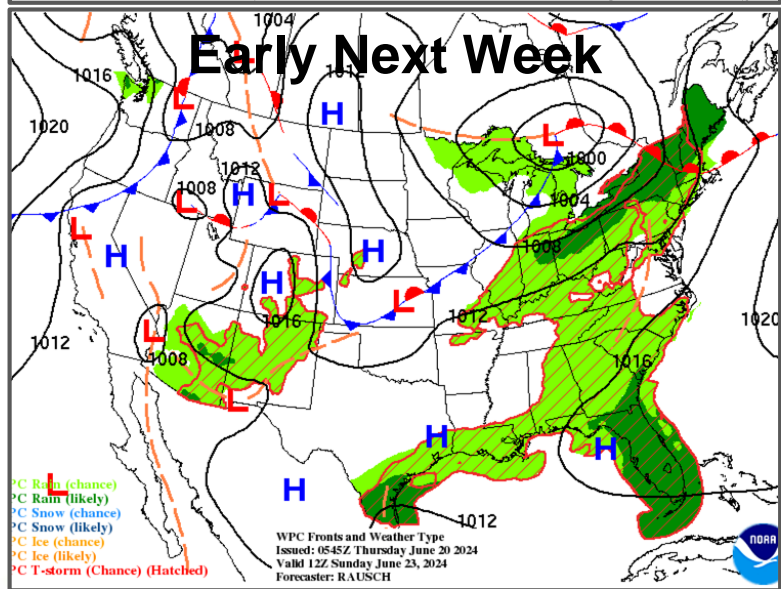 1004
Early Next Week
1012
1016
L
L
H
1020
1008
L
1000
1012
1008
L
H
L
1004
L
H
1008
H
H
L
1016
1012
1020
1012
L
1008
1016
L
H
H
H
L
1012
PC Rain (chance)
PC Rain (likely)
PC Snow (chance)
PC Snow (likely)
PC Ice (chance)
PC Ice (likely)
PC T-storm (Chance) (Hatched)
WPC Fronts and Weather Type
Issued: 0545Z Thursday June 20 2024
Valid 12Z Sunday June 23, 2024
Forecaster: RAUSCH
NOAA